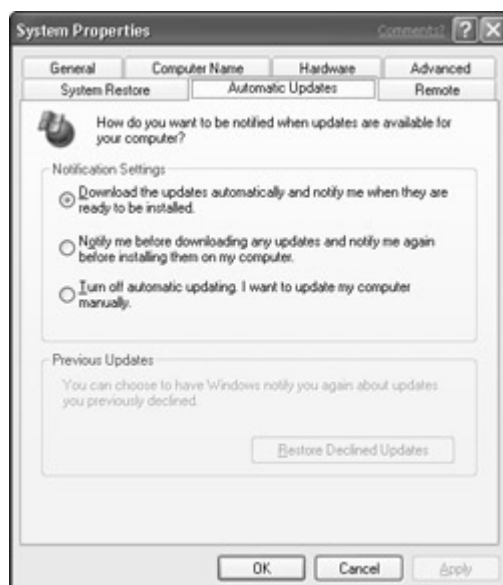 System Properties
Comments?
General
Computer Name
Hardware
Advanced
System Restore
Automatic Updates
Remote
How do you want to be notified when updates are available for
your computer?
Notification Settings
Download the updates automatically and notify me when they are
ready to be installed.
Notify me before downloading any updates and notify me again
before installing them on my computer.
Turn off automatic updating. I want to update my computer
manually.
Previous Updates
You can choose to have Windows notify you again about updates
you previously declined.
Restore Declined Updates
OK
Cancel
Apply